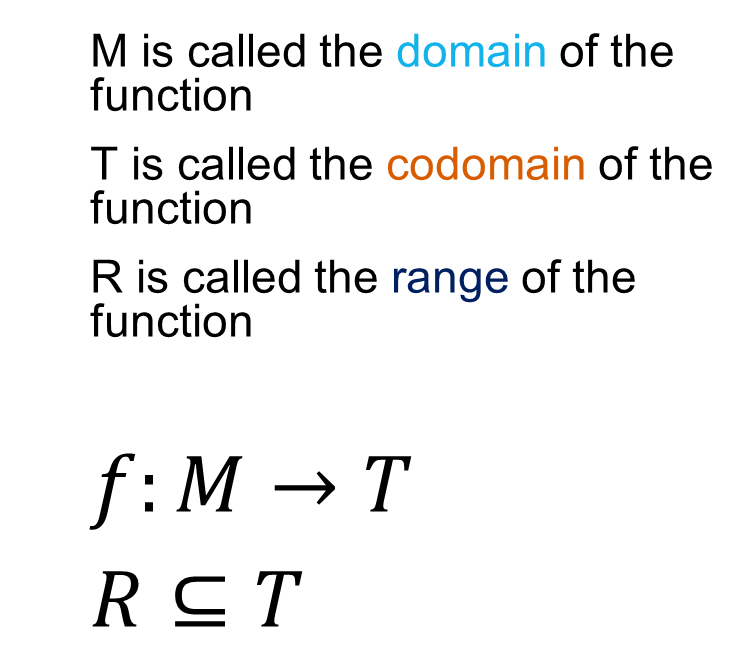 M is called the domain of the
function
T is called the codomain of the
function
R is called the range of the
function
f: M → T
R ⊆ T